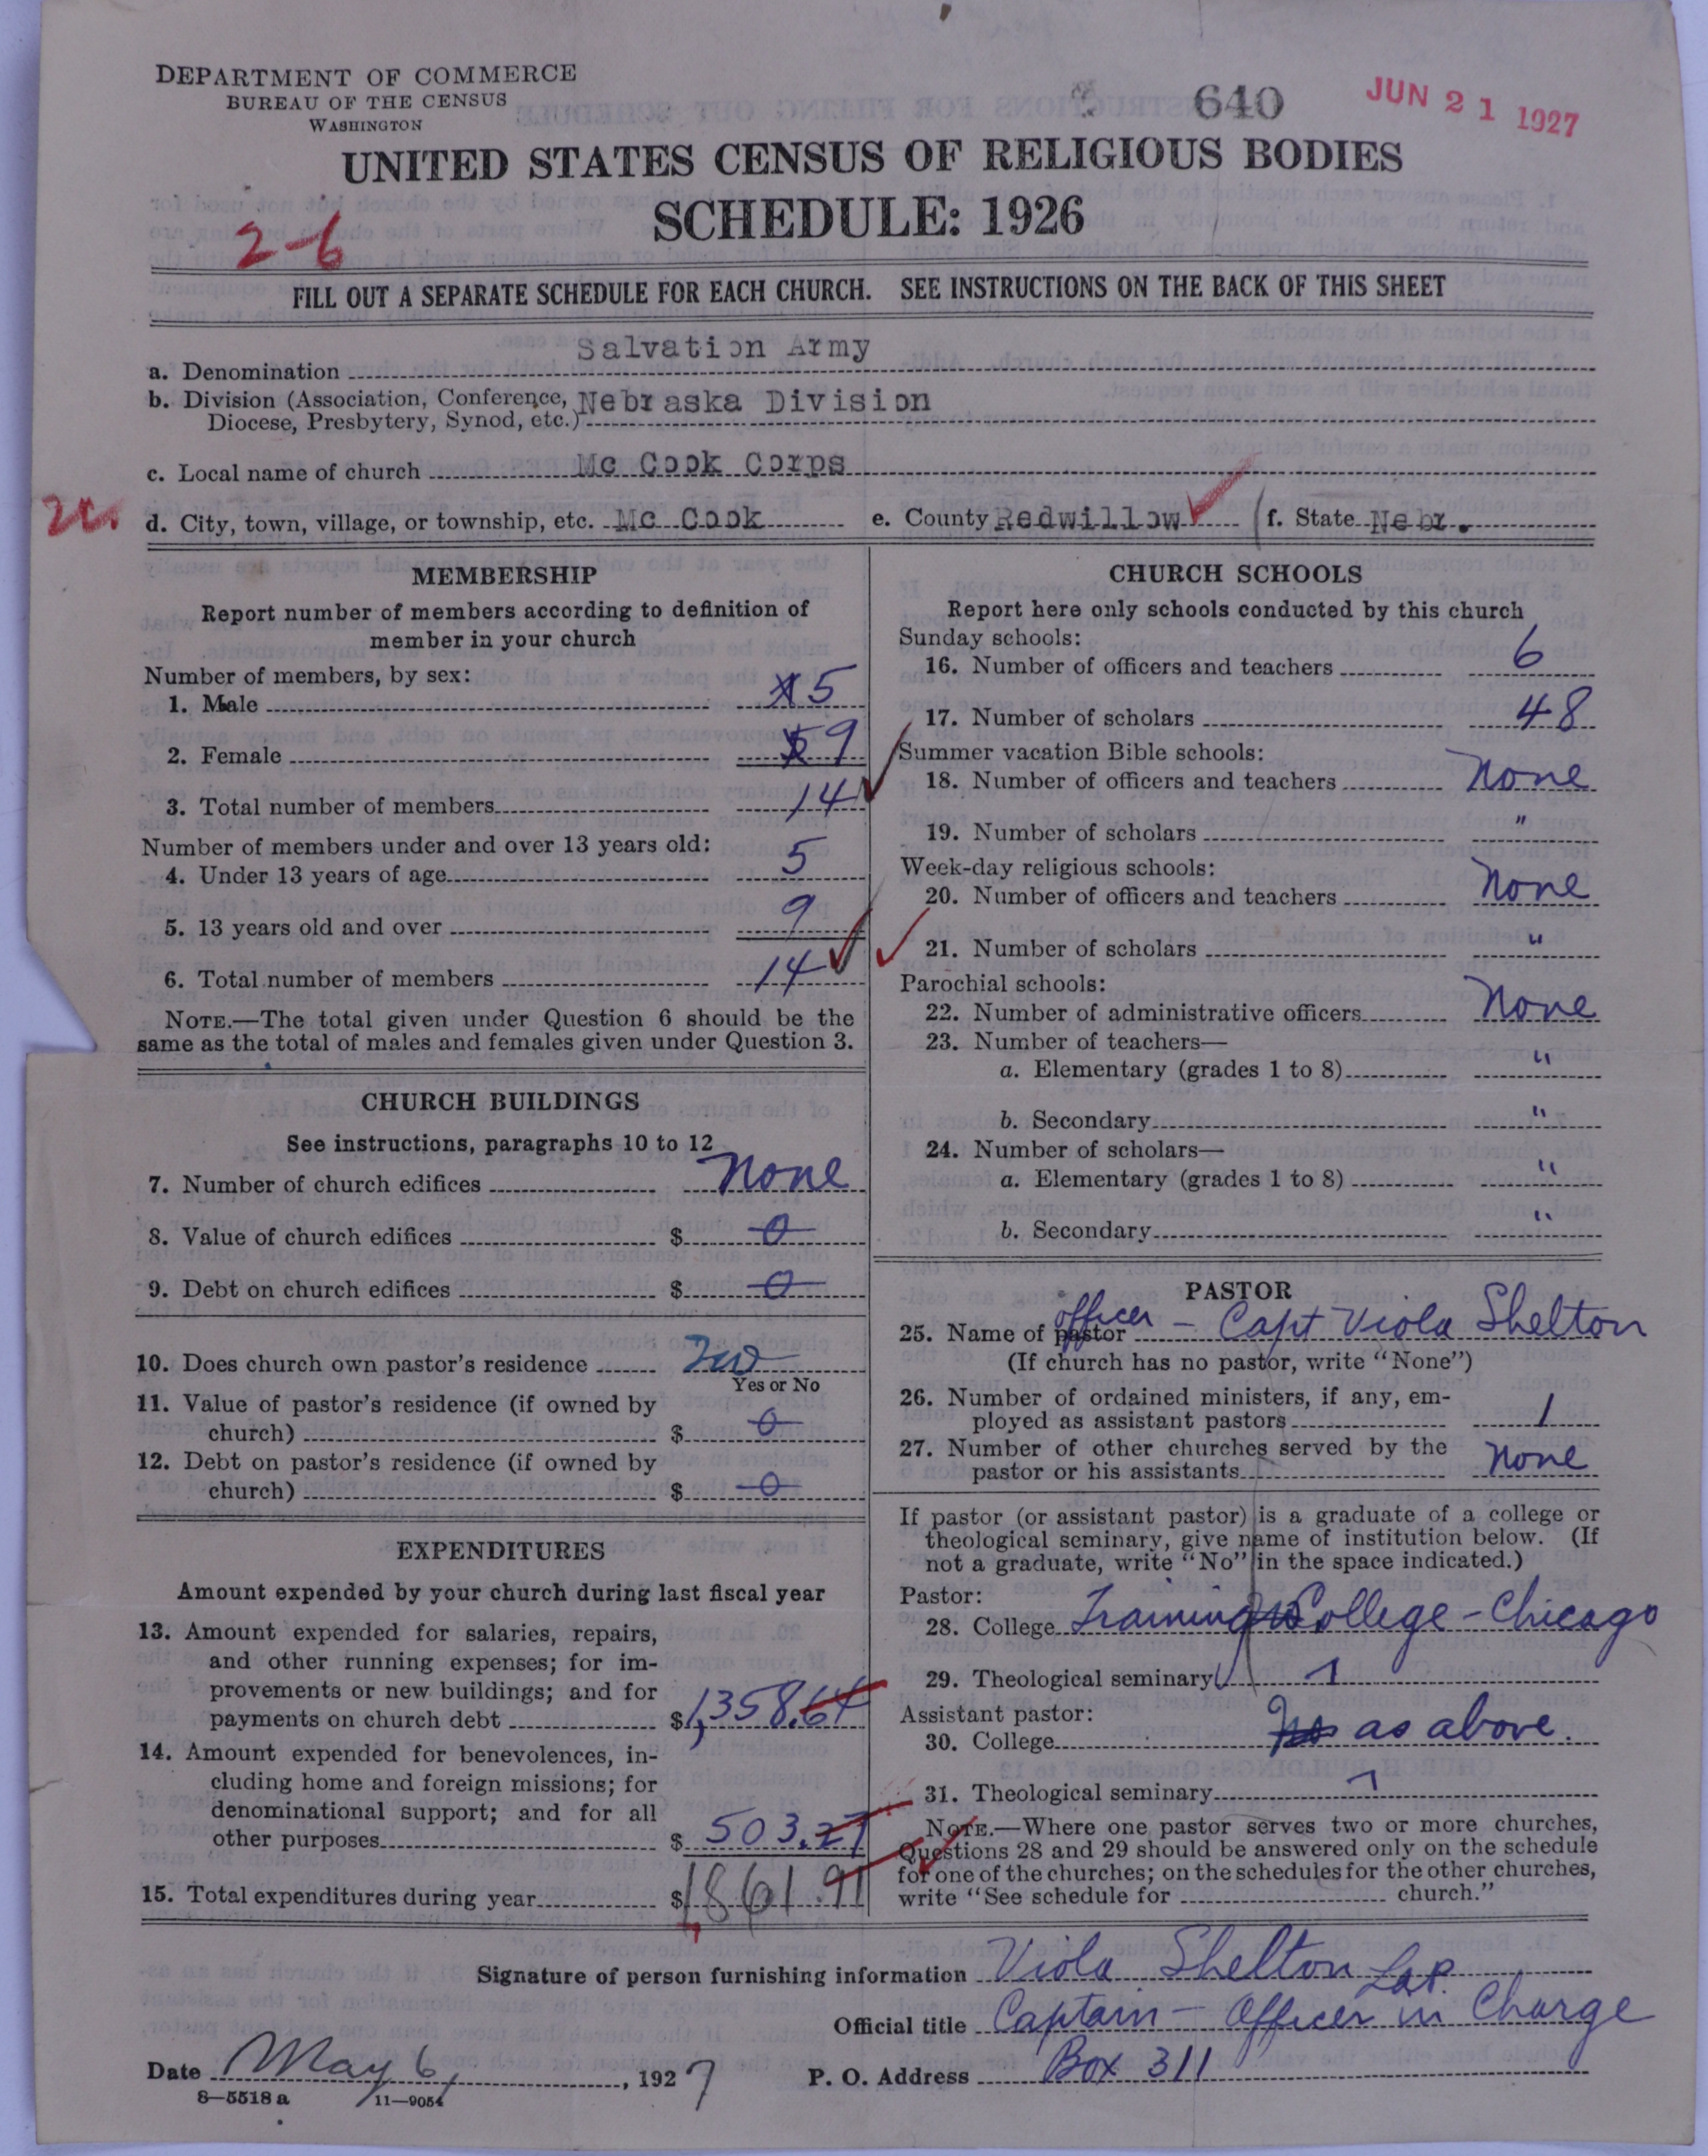 DEPARTMENT OF COMMERCE
BUREAU OF THE CENSUS
WASHINGTON
640
JUN 21 1927
UNITED STATES CENSUS OF RELIGIOUS BODIES
SCHEDULE: 1926
2-6
FILL OUT A SEPARATE SCHEDULE FOR EACH CHURCH. SEE INSTRUCTIONS ON THE BACK OF THIS SHEET
a. Denomination Salvation Army
b. Division (Association, Conference, Nebraska Division
Diocese, Presbytery, Synod, etc.)
c. Local name of church Mc Cook Corps
d. City, town, village, or township, etc. Mc Cook e. County Redwillow f. State Nebr.
MEMBERSHIP
Report number of members according to definition of
member in your church
Number of members, by sex:
1. Male 5
2. Female 9
3. Total number of members 14
Number of members under and over 13 years old:
4. Under 13 years of age 5
5. 13 years old and over 9
6. Total number of members 14
NOTE.—The total given under Question 6 should be the
same as the total of males and females given under Question 3.
CHURCH BUILDINGS
See instructions, paragraphs 10 to 12
7. Number of church edifices None
8. Value of church edifices $ 0
9. Debt on church edifices $ 0
10. Does church own pastor's residence
Yes or No
11. Value of pastor's residence (if owned by
church) $ 0
12. Debt on pastor's residence (if owned by
church) $ 0
EXPENDITURES
Amount expended by your church during last fiscal year
13. Amount expended for salaries, repairs,
and other running expenses; for im-
provements or new buildings; and for
payments on church debt $1,358.64
14. Amount expended for benevolences, in-
cluding home and foreign missions; for
denominational support; and for all
other purposes $ 503.27
15. Total expenditures during year $1,861.91
CHURCH SCHOOLS
Report here only schools conducted by this church
Sunday schools:
16. Number of officers and teachers 6
17. Number of scholars 48
Summer vacation Bible schools:
18. Number of officers and teachers None
19. Number of scholars "
Week-day religious schools:
20. Number of officers and teachers None
21. Number of scholars "
Parochial schools:
22. Number of administrative officers None
23. Number of teachers—
a. Elementary (grades 1 to 8) "
b. Secondary "
24. Number of scholars—
a. Elementary (grades 1 to 8) "
b. Secondary "
PASTOR
officer
25. Name of pastor – Capt Viola Shelton
(If church has no pastor, write "None")
26. Number of ordained ministers, if any, em-
ployed as assistant pastors 1
27. Number of other churches served by the
pastor or his assistants None
If pastor (or assistant pastor) is a graduate of a college or
theological seminary, give name of institution below. (If
not a graduate, write "No" in the space indicated.)
Pastor:
28. College Training College - Chicago
29. Theological seminary
Assistant pastor:
30. College as above.
31. Theological seminary
NOTE.—Where one pastor serves two or more churches,
Questions 28 and 29 should be answered only on the schedule
for one of the churches; on the schedules for the other churches,
write "See schedule for church."
Signature of person furnishing information Viola Shelton
Official title Captain – Officer in Charge
Date May 6, 1927 P. O. Address Box 311
8—5518 a 11—9054